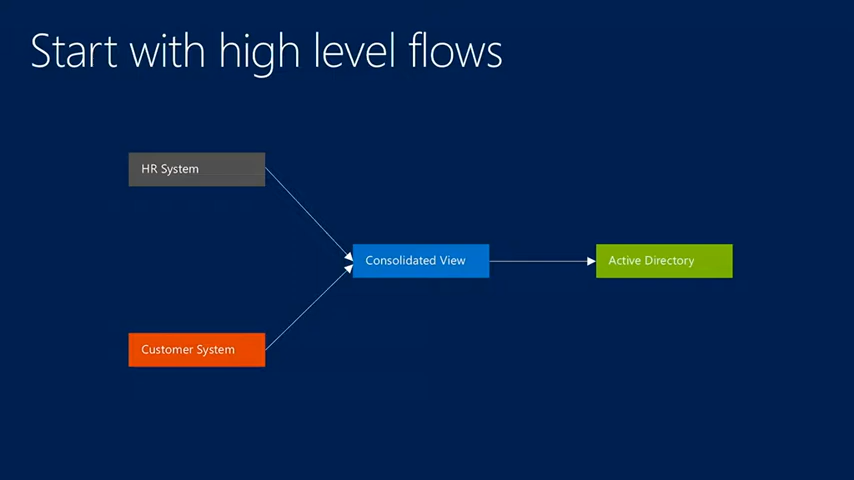 Start with high level flows
HR System
Consolidated View
Active Directory
Customer System